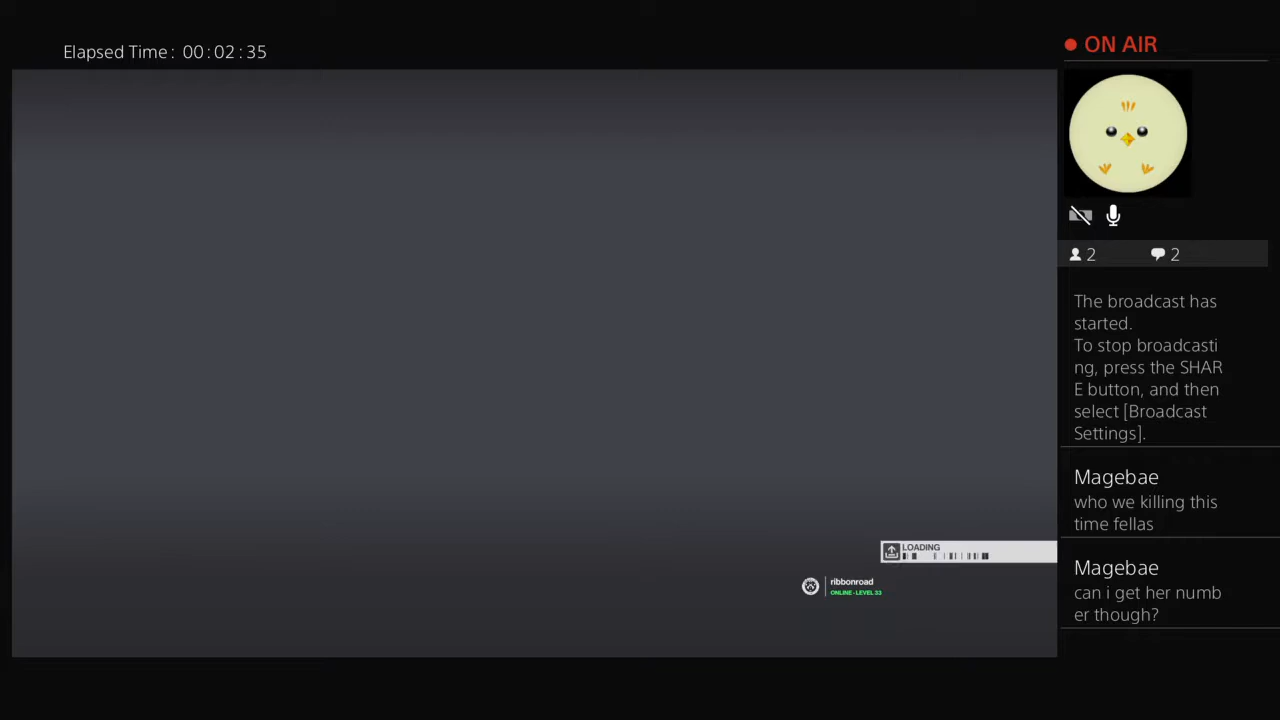 Elapsed Time: 00:02:35
ON AIR
2
2
The broadcast has
started.
To stop broadcasti
ng, press the SHAR
E button, and then
select [Broadcast
Settings].
Magebae
who we killing this
time fellas
Magebae
can i get her numb
er though?
LOADING
ribbonroad
ONLINE - LEVEL 33